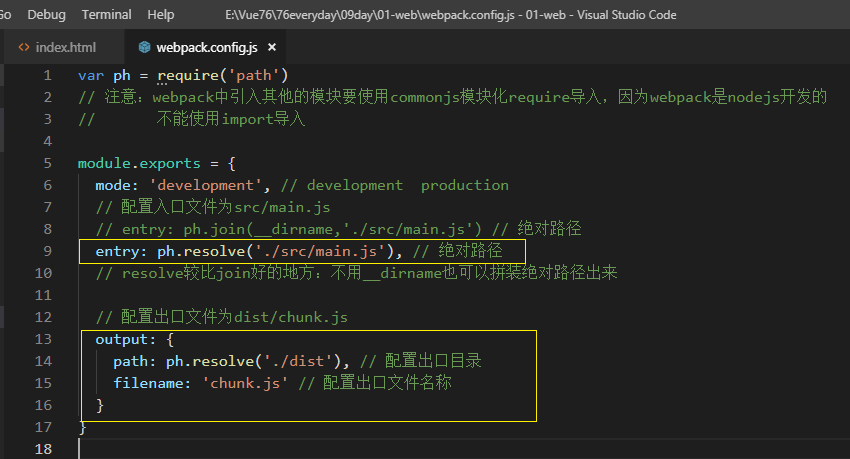 Go Debug Terminal Help E:\Vue76\76everyday\09day\01-web\webpack.config.js - 01-web - Visual Studio Code
<> index.html webpack.config.js ×
1 var ph = require('path')
2 // 注意：webpack中引入其他的模块要使用commonjs模块化require导入，因为webpack是nodejs开发的
3 // 不能使用import导入
4
5 module.exports = {
6 mode: 'development', // development production
7 // 配置入口文件为src/main.js
8 // entry: ph.join(__dirname,'./src/main.js') // 绝对路径
9 entry: ph.resolve('./src/main.js'), // 绝对路径
10 // resolve较比join好的地方：不用__dirname也可以拼装绝对路径出来
11
12 // 配置出口文件为dist/chunk.js
13 output: {
14 path: ph.resolve('./dist'), // 配置出口目录
15 filename: 'chunk.js' // 配置出口文件名称
16 }
17 }
18